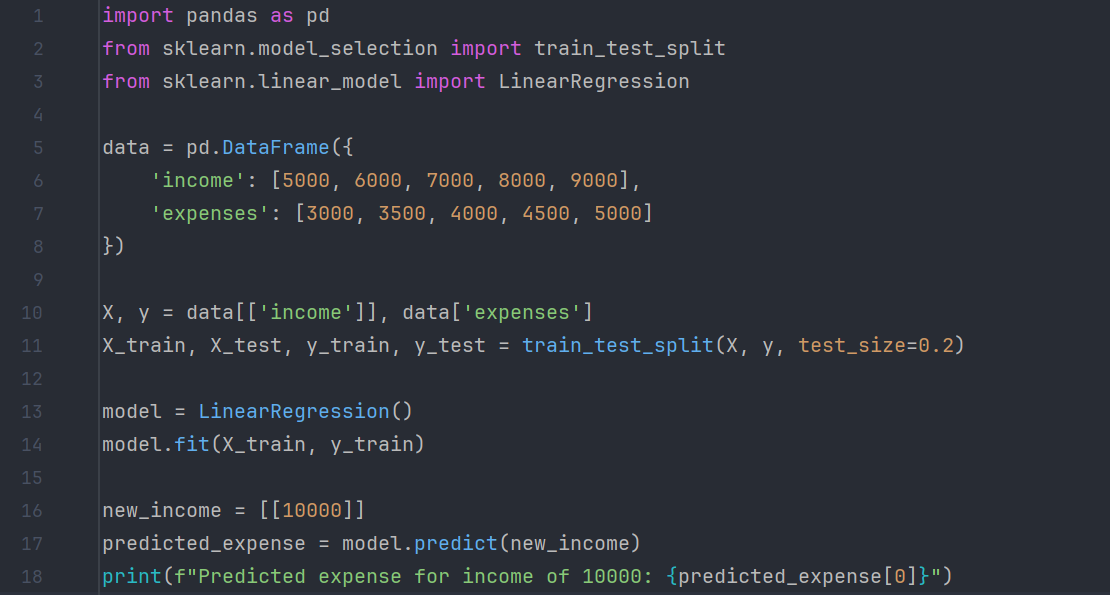 1 import pandas as pd
2 from sklearn.model_selection import train_test_split
3 from sklearn.linear_model import LinearRegression
4
5 data = pd.DataFrame({
6     'income': [5000, 6000, 7000, 8000, 9000],
7     'expenses': [3000, 3500, 4000, 4500, 5000]
8 })
9
10 X, y = data[['income']], data['expenses']
11 X_train, X_test, y_train, y_test = train_test_split(X, y, test_size=0.2)
12
13 model = LinearRegression()
14 model.fit(X_train, y_train)
15
16 new_income = [[10000]]
17 predicted_expense = model.predict(new_income)
18 print(f"Predicted expense for income of 10000: {predicted_expense[0]}")